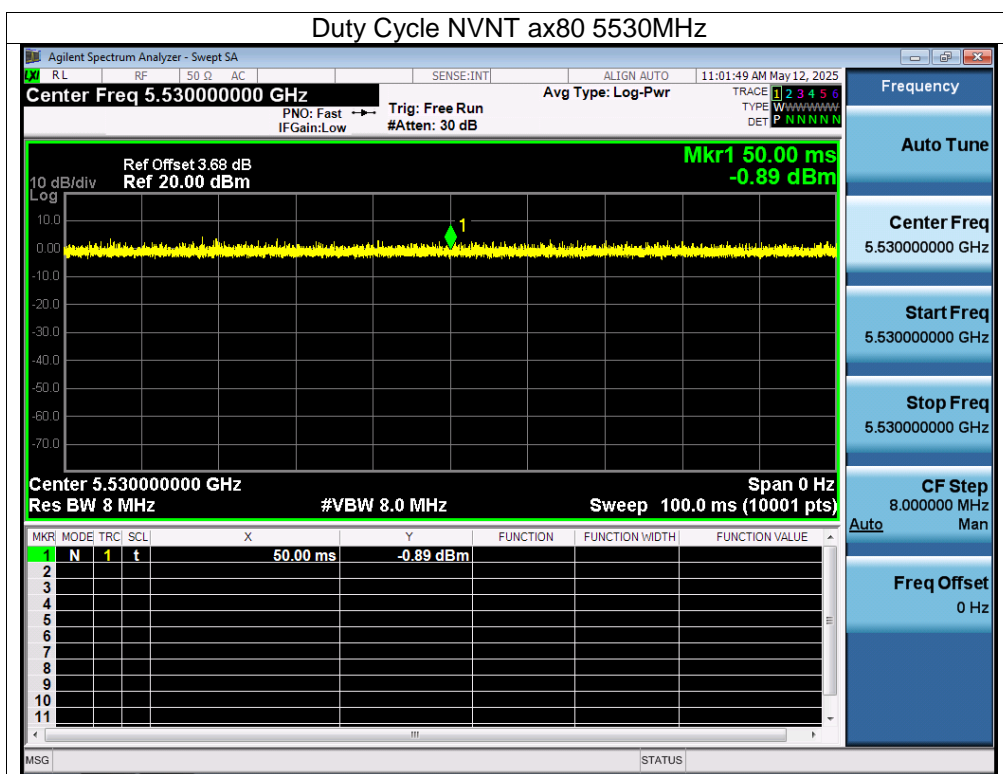 Duty Cycle NVNT ax80 5530MHz
Agilent Spectrum Analyzer - Swept SA
LXI RL RF 50 Ω AC SENSE:INT ALIGN AUTO 11:01:49 AM May 12, 2025
Center Freq 5.530000000 GHz Avg Type: Log-Pwr TRACE 1 2 3 4 5 6
PNO: Fast Trig: Free Run TYPE WWWWWW
IFGain:Low #Atten: 30 dB DET P N N N N N
Frequency
Mkr1 50.00 ms
-0.89 dBm
Ref Offset 3.68 dB
10 dB/div Ref 20.00 dBm
Log
10.0
0.00
-10.0
-20.0
-30.0
-40.0
-50.0
-60.0
-70.0
1
Center 5.530000000 GHz Span 0 Hz
Res BW 8 MHz #VBW 8.0 MHz Sweep 100.0 ms (10001 pts)
MKR MODE TRC SCL X Y FUNCTION FUNCTION WIDTH FUNCTION VALUE
1 N 1 t 50.00 ms -0.89 dBm
2
3
4
5
6
7
8
9
10
11
MSG STATUS
Auto Tune
Center Freq
5.530000000 GHz
Start Freq
5.530000000 GHz
Stop Freq
5.530000000 GHz
CF Step
8.000000 MHz
Auto Man
Freq Offset
0 Hz